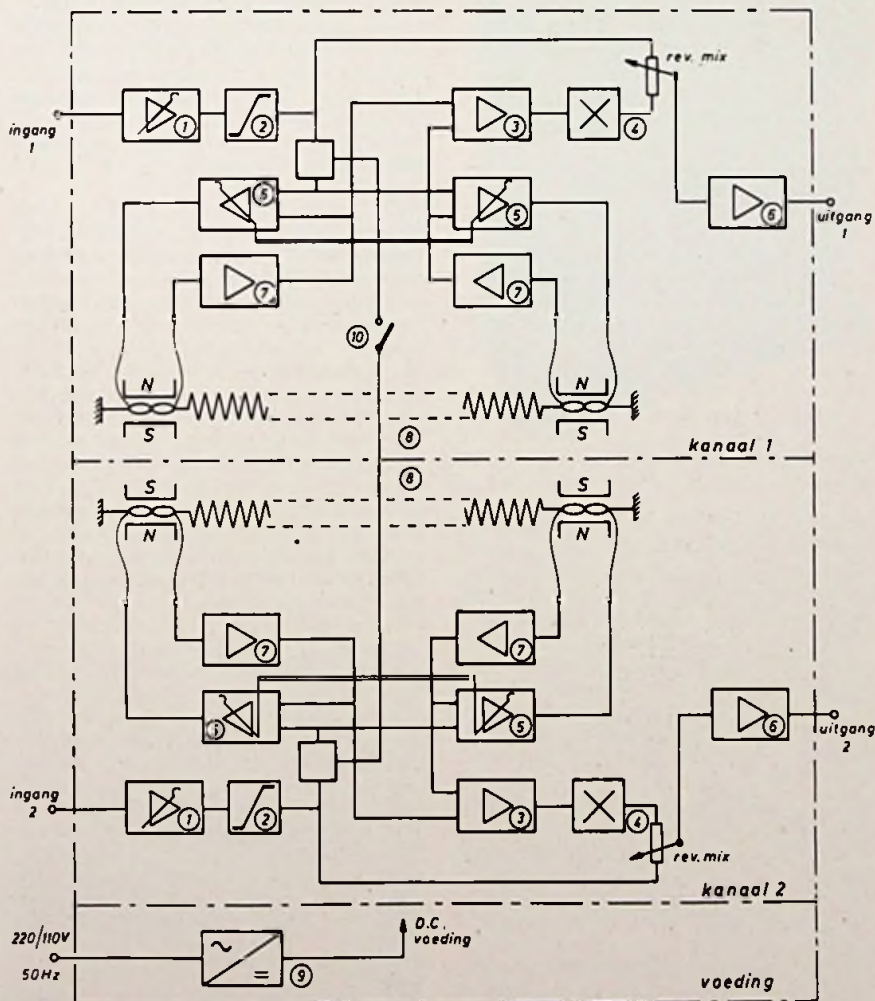 rev. mix
ingang
1
1
2
3
4
5
6
uitgang
1
7
7
10
N
N
S
S
8
kanaal 1
8
S
S
N
N
7
7
5
6
uitgang
2
ingang
2
1
2
3
4
rev. mix
kanaal 2
220/110V
50Hz
~
=
9
D.C.
voeding
voeding